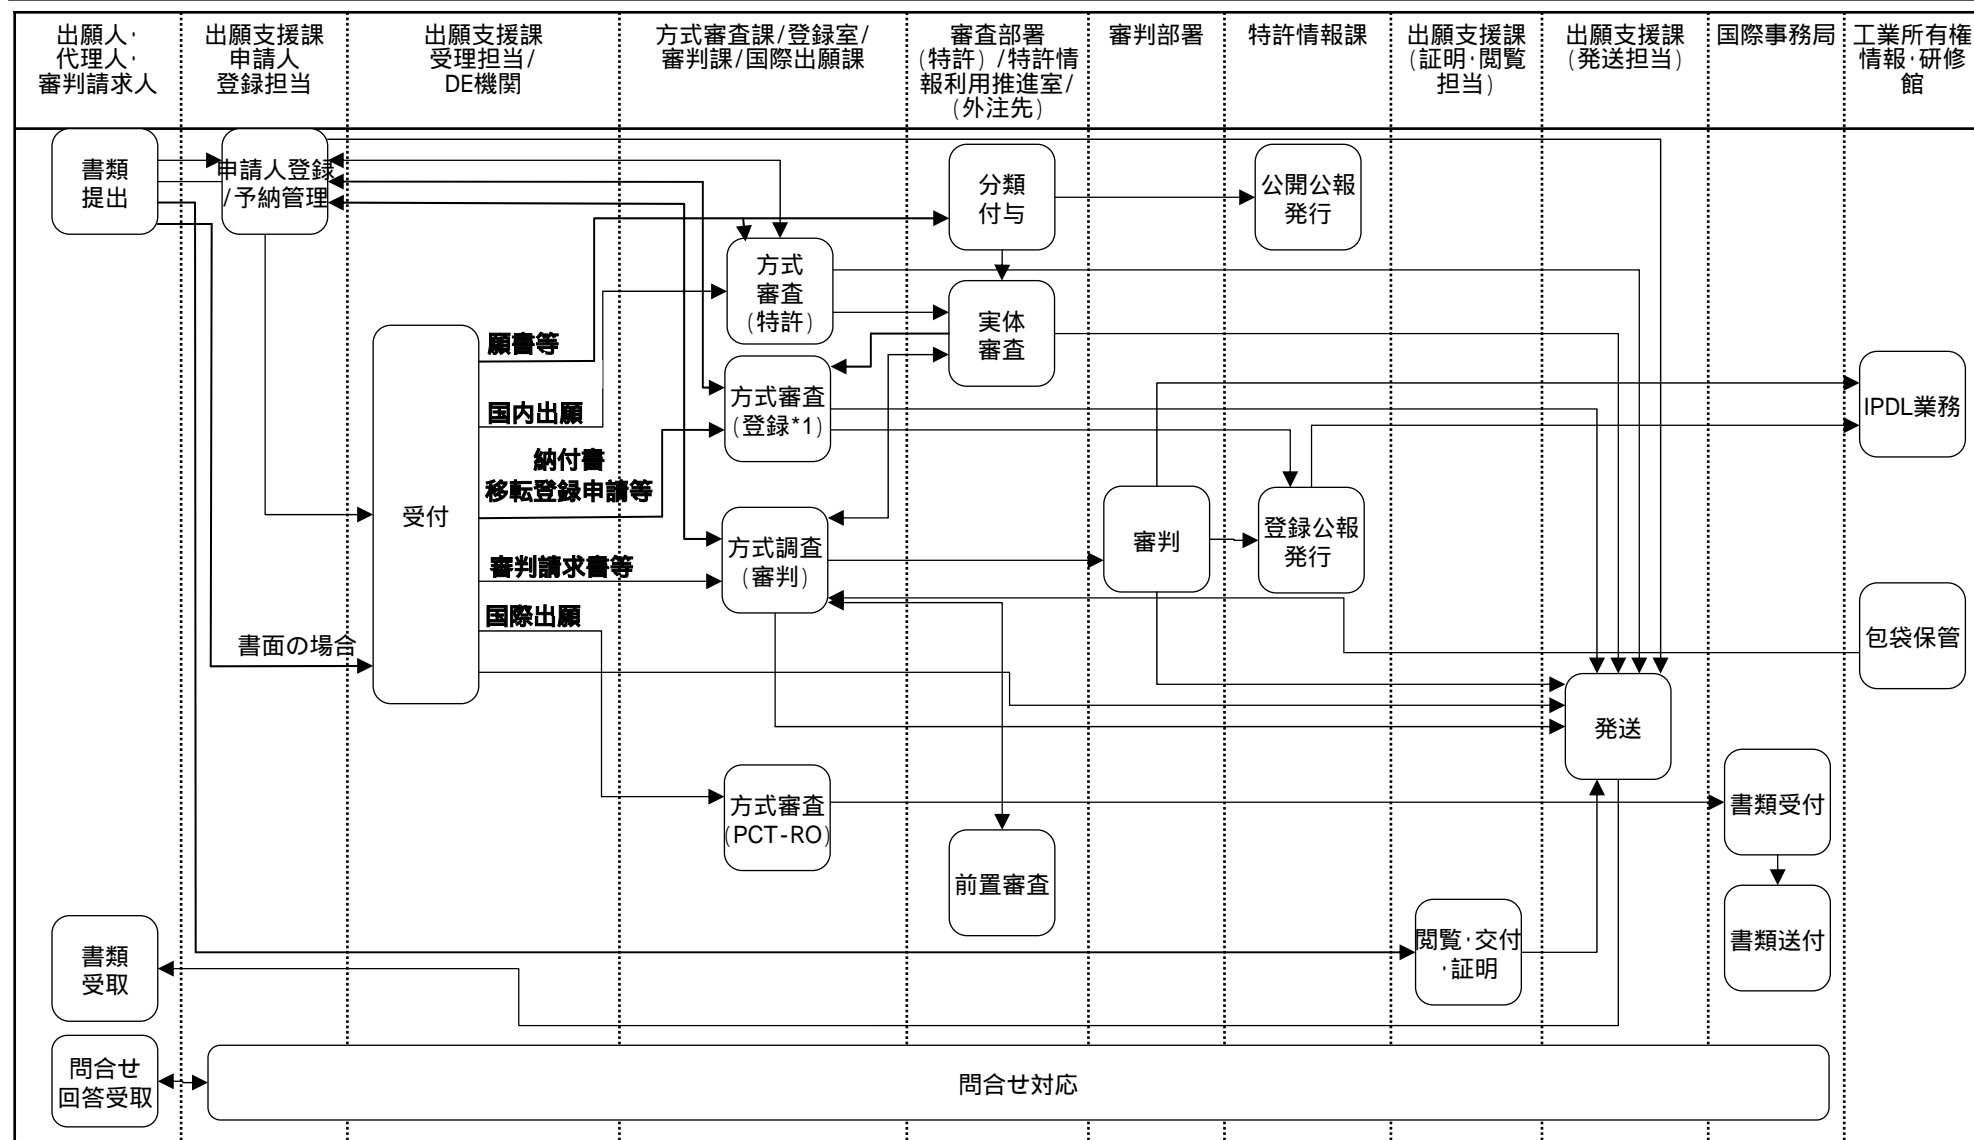 出願人・
代理人・
審判請求人
出願支援課
申請人
登録担当
出願支援課
受理担当/
DE機関
方式審査課/登録室/
審判課/国際出願課
審査部署
(特許)/特許情
報利用推進室/
(外注先)
審判部署
特許情報課
出願支援課
(証明・閲覧
担当)
出願支援課
(発送担当)
国際事務局
工業所有権
情報・研修
館
書類
提出
申請人登録
/予納管理
分類
付与
公開公報
発行
方式
審査
(特許)
実体
審査
願書等
国内出願
方式審査
(登録*1)
IPDL業務
納付書
移転登録申請等
受付
方式調査
(審判)
審判
登録公報
発行
審判請求書等
国際出願
書面の場合
包袋保管
発送
方式審査
(PCT-RO)
書類受付
前置審査
書類
受取
閲覧・交付
・証明
書類送付
問合せ
回答受取
問合せ対応